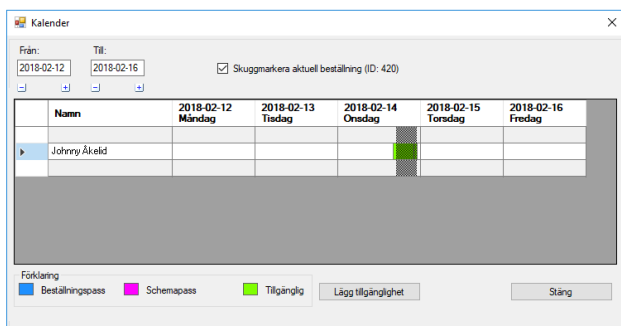 Kalender
Från: Till:
2018-02-12 2018-02-16 Skuggmarkera aktuell beställning (ID: 420)
Namn 2018-02-12 2018-02-13 2018-02-14 2018-02-15 2018-02-16
Måndag Tisdag Onsdag Torsdag Fredag
Johnny Åkelid
Förklaring
Beställningspass Schemapass Tillgänglig Lägg tillgänglighet Stäng